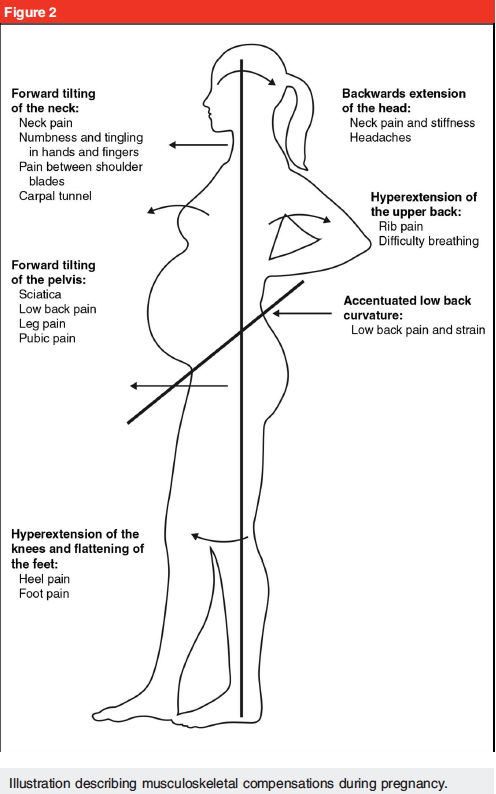 Figure 2
Forward tilting
of the neck:
Neck pain
Numbness and tingling
in hands and fingers
Pain between shoulder
blades
Carpal tunnel
Backwards extension
of the head:
Neck pain and stiffness
Headaches
Hyperextension of
the upper back:
Rib pain
Difficulty breathing
Forward tilting
of the pelvis:
Sciatica
Low back pain
Leg pain
Pubic pain
Accentuated low back
curvature:
Low back pain and strain
Hyperextension of the
knees and flattening of
the feet:
Heel pain
Foot pain
Illustration describing musculoskeletal compensations during pregnancy.